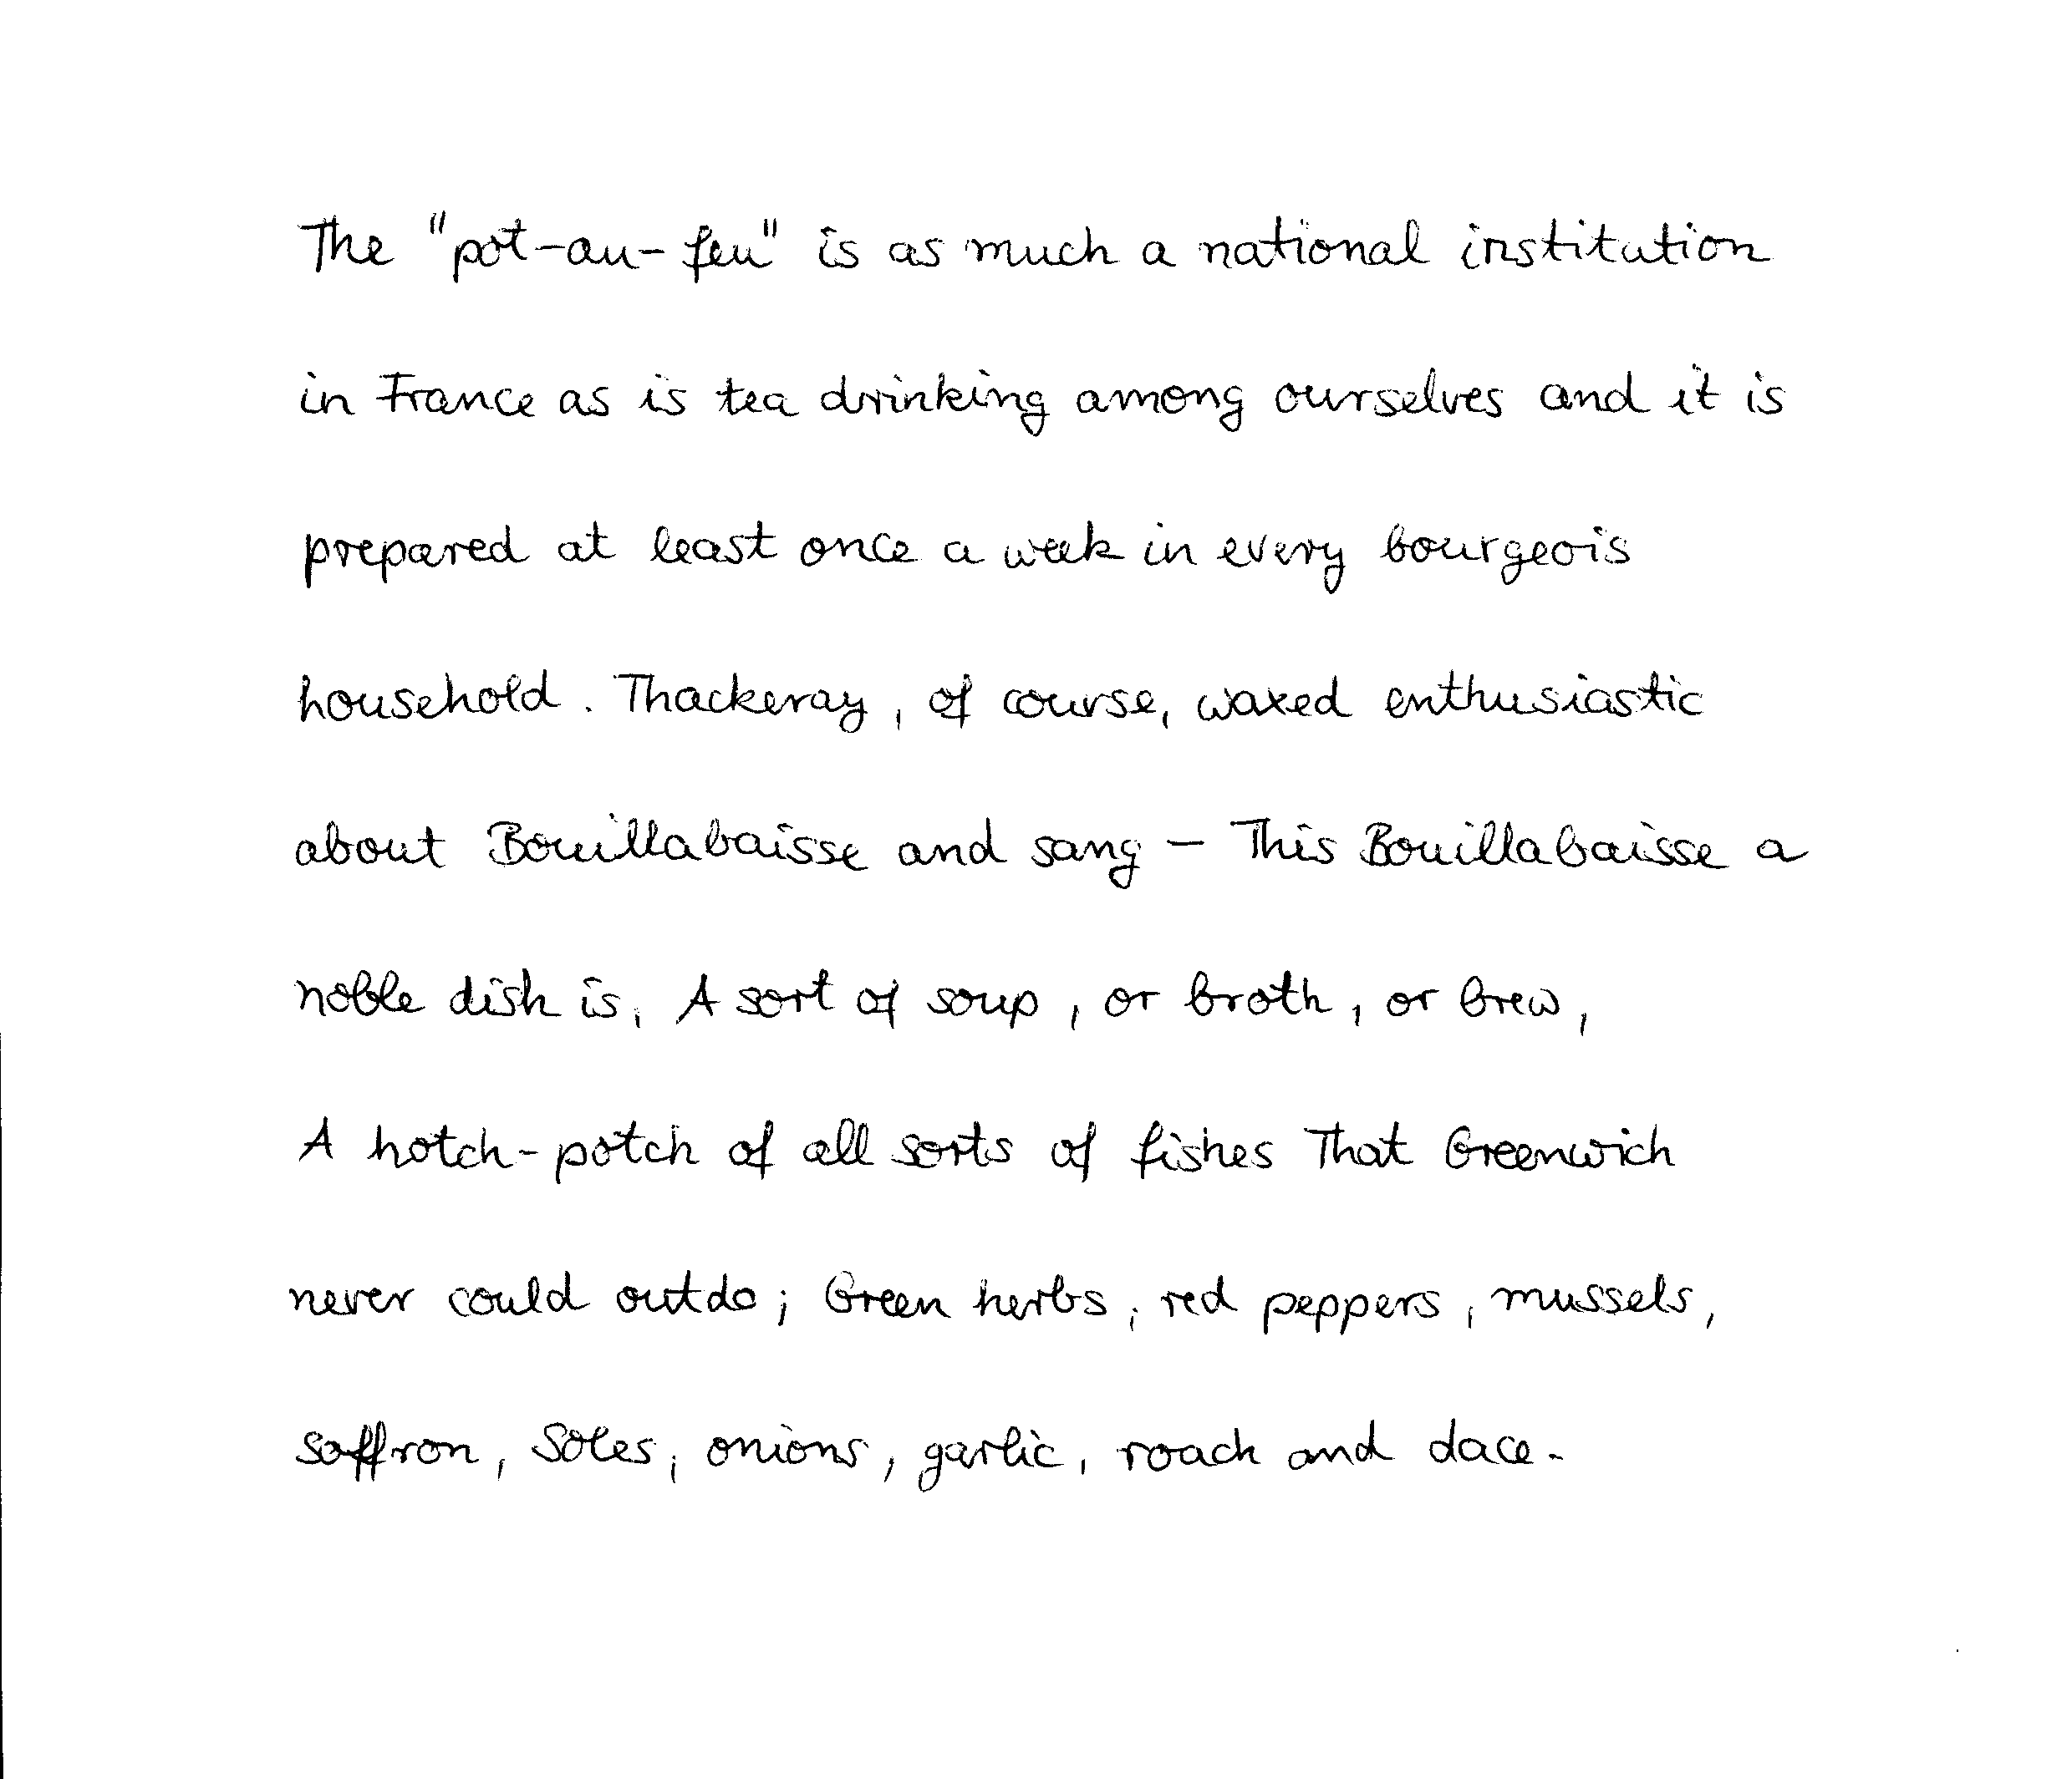 The "pot-au-feu" is as much a national institution
in France as is tea drinking among ourselves and it is
prepared at least once a week in every bourgeois
household. Thackeray, of course, waxed enthusiastic
about Bouillabaisse and sang - This Bouillabaisse a
noble dish is, A sort of soup, or broth, or brew,
A hotch-potch of all sorts of fishes That Greenwich
never could outdo; Green herbs, red peppers, mussels,
saffron, Soles, onions, garlic, roach and dace.